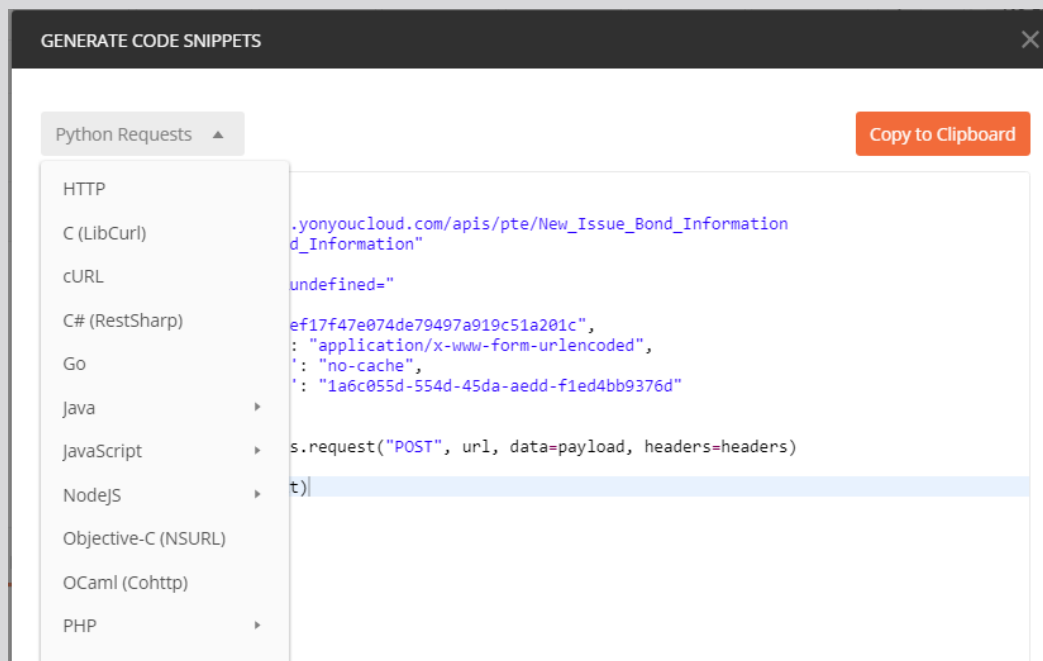 GENERATE CODE SNIPPETS
Python Requests
Copy to Clipboard
HTTP
C (LibCurl)
cURL
C# (RestSharp)
Go
Java
JavaScript
NodeJS
Objective-C (NSURL)
OCaml (Cohttp)
PHP
.yonyoucloud.com/apis/pte/New_Issue_Bond_Information
d_Information"
undefined="
ef17f47e074de79497a919c51a201c",
: "application/x-www-form-urlencoded",
': "no-cache",
': "1a6c055d-554d-45da-aedd-f1ed4bb9376d"
s.request("POST", url, data=payload, headers=headers)
t)